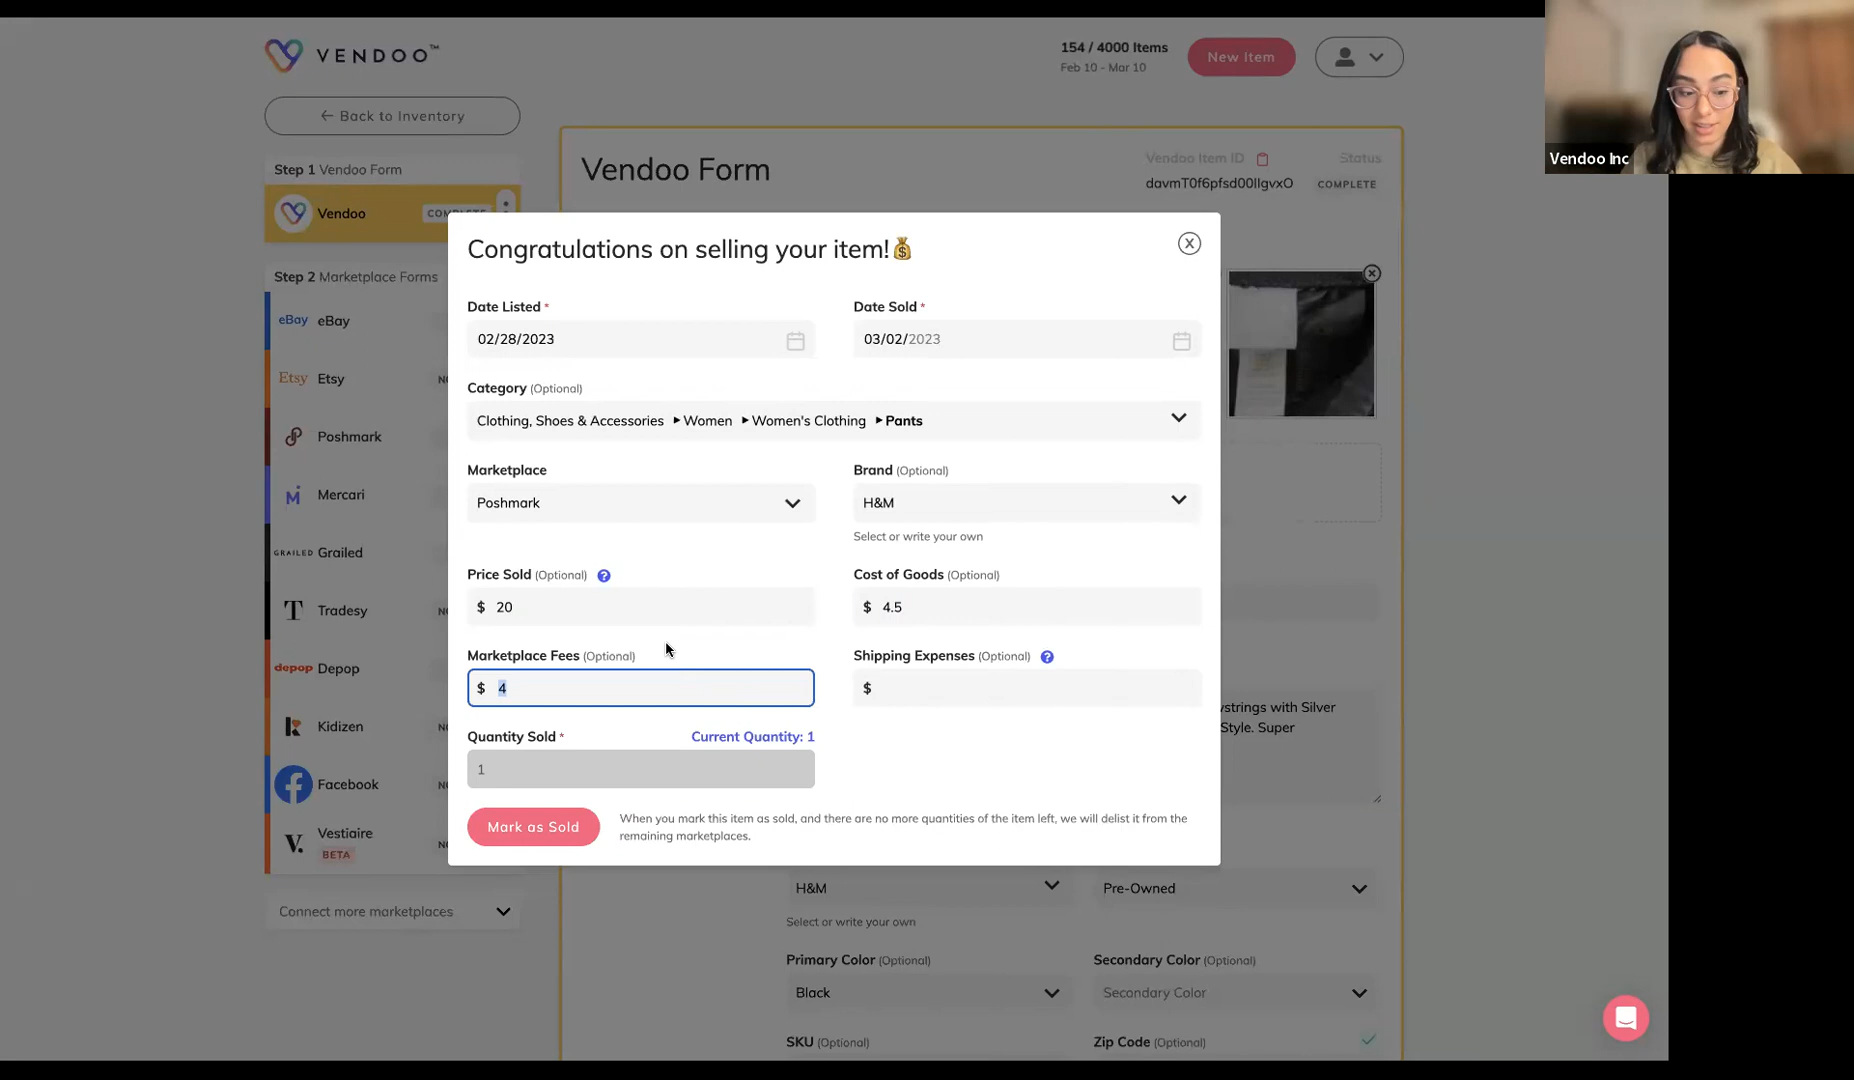 VENDOO™
154 / 4000 Items
Feb 10 - Mar 10
New Item
Vendoo Inc
← Back to Inventory
Step 1 Vendoo Form
Vendoo
Step 2 Marketplace Forms
eBay eBay
Etsy Etsy
Poshmark
Mercari
GRAILED Grailed
Tradesy
depop Depop
Kidizen
Facebook
Vestiaire
BETA
Connect more marketplaces
Vendoo Form
Vendoo Item ID
Status
COMPLETE
Congratulations on selling your item!
Date Listed *
02/28/2023
Date Sold *
03/02/2023
Category (Optional)
Clothing, Shoes & Accessories ▸ Women ▸ Women's Clothing ▸ Pants
Marketplace
Poshmark
Brand (Optional)
H&M
Select or write your own
Price Sold (Optional) ?
$ 20
Cost of Goods (Optional)
$ 4.5
Marketplace Fees (Optional)
$ 4
Shipping Expenses (Optional) ?
$
Quantity Sold *
Current Quantity: 1
1
Mark as Sold
When you mark this item as sold, and there are no more quantities of the item left, we will delist it from the
remaining marketplaces.
with Silver
Style. Super
H&M
Pre-Owned
Select or write your own
Primary Color (Optional)
Secondary Color (Optional)
Black
Secondary Color
SKU (Optional)
Zip Code (Optional)